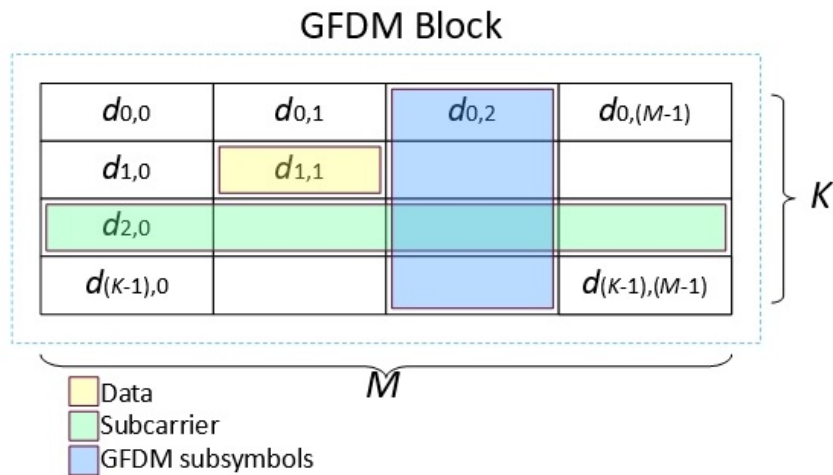 GFDM Block
d0,0 d0,1 d0,2 d0,(M-1)
d1,0 d1,1
K
d2,0
d(K-1),0 d(K-1),(M-1)
M
Data
Subcarrier
GFDM subsymbols